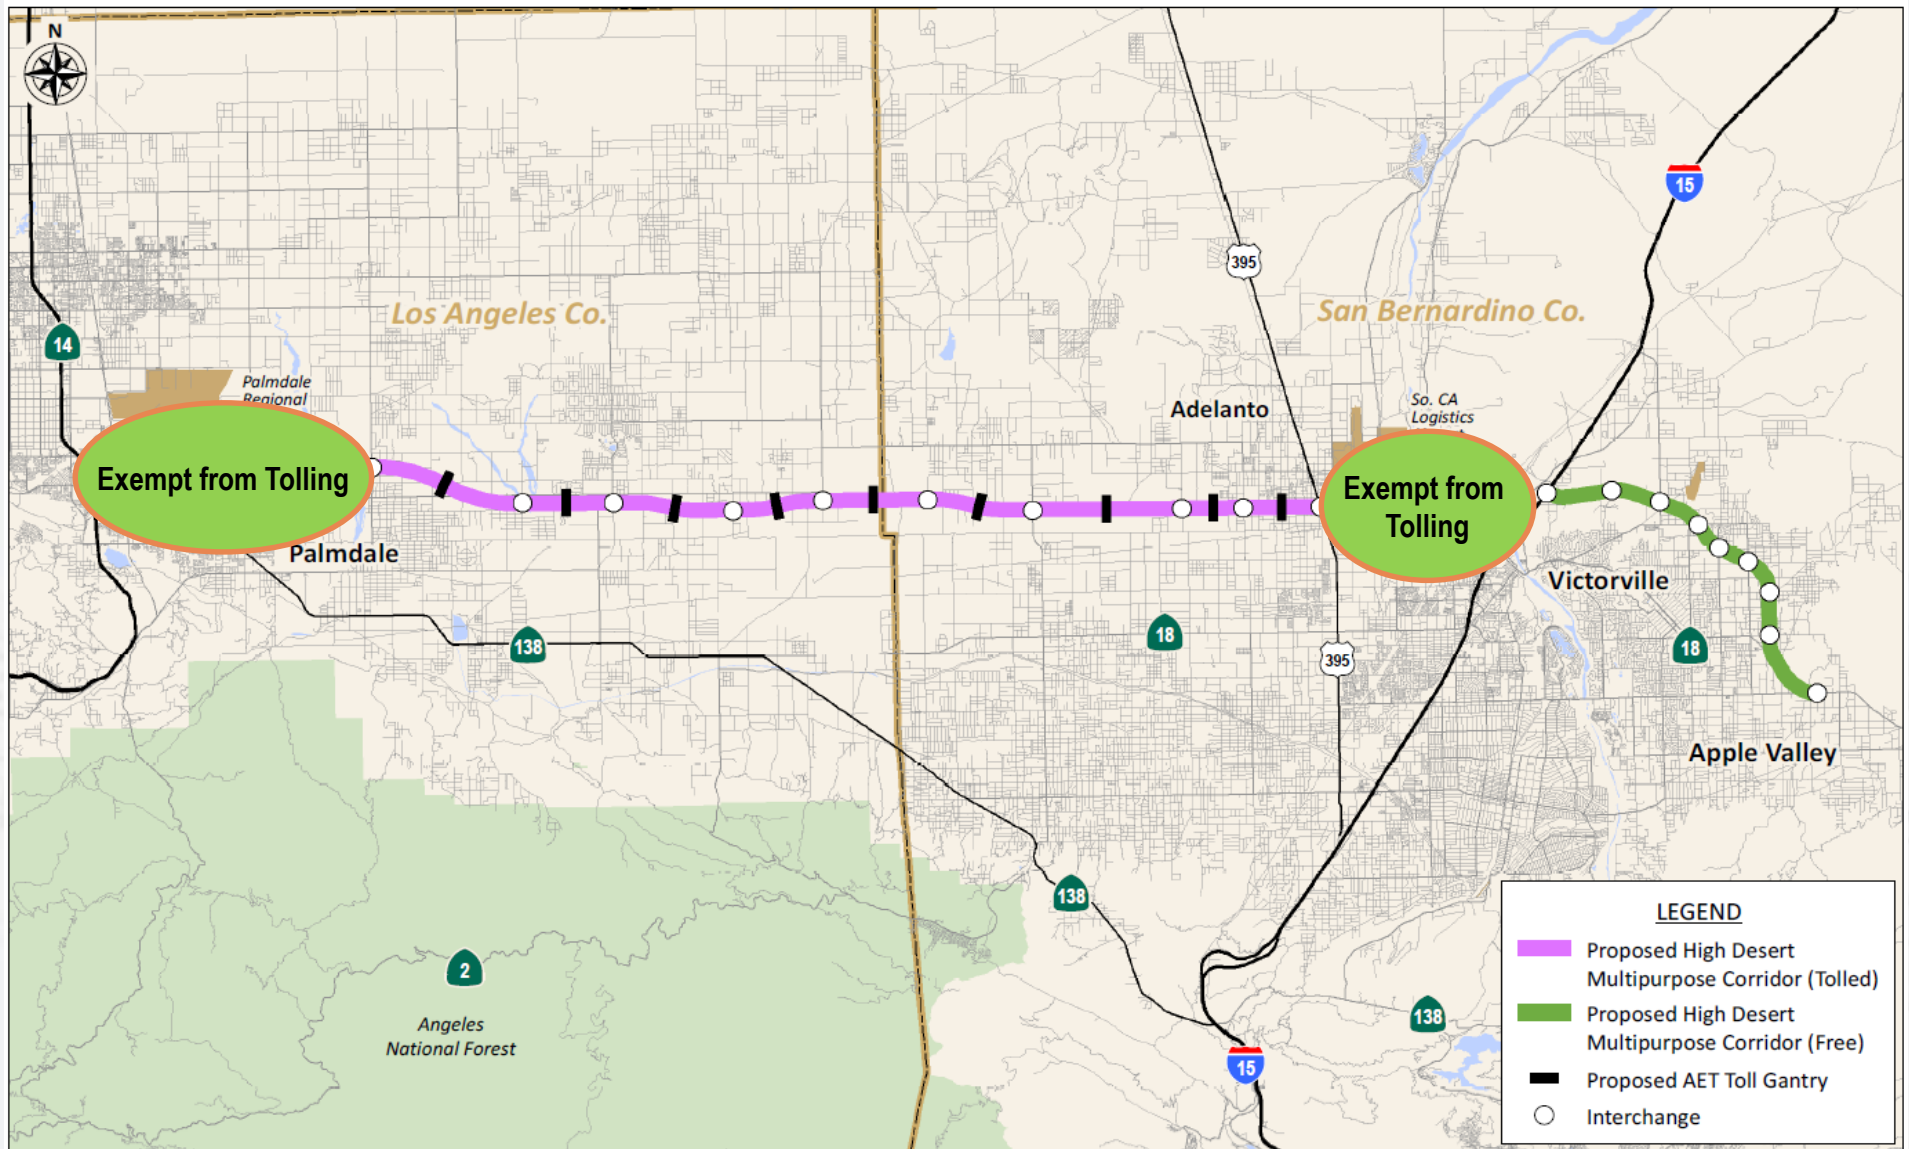 N
15
395
Los Angeles Co.
San Bernardino Co.
14
Palmdale
Regional
Adelanto
So. CA
Logistics
Exempt from Tolling
Exempt from
Tolling
Palmdale
Victorville
138
18
395
18
Apple Valley
138
2
Angeles
National Forest
138
15
LEGEND
Proposed High Desert
Multipurpose Corridor (Tolled)
Proposed High Desert
Multipurpose Corridor (Free)
Proposed AET Toll Gantry
Interchange